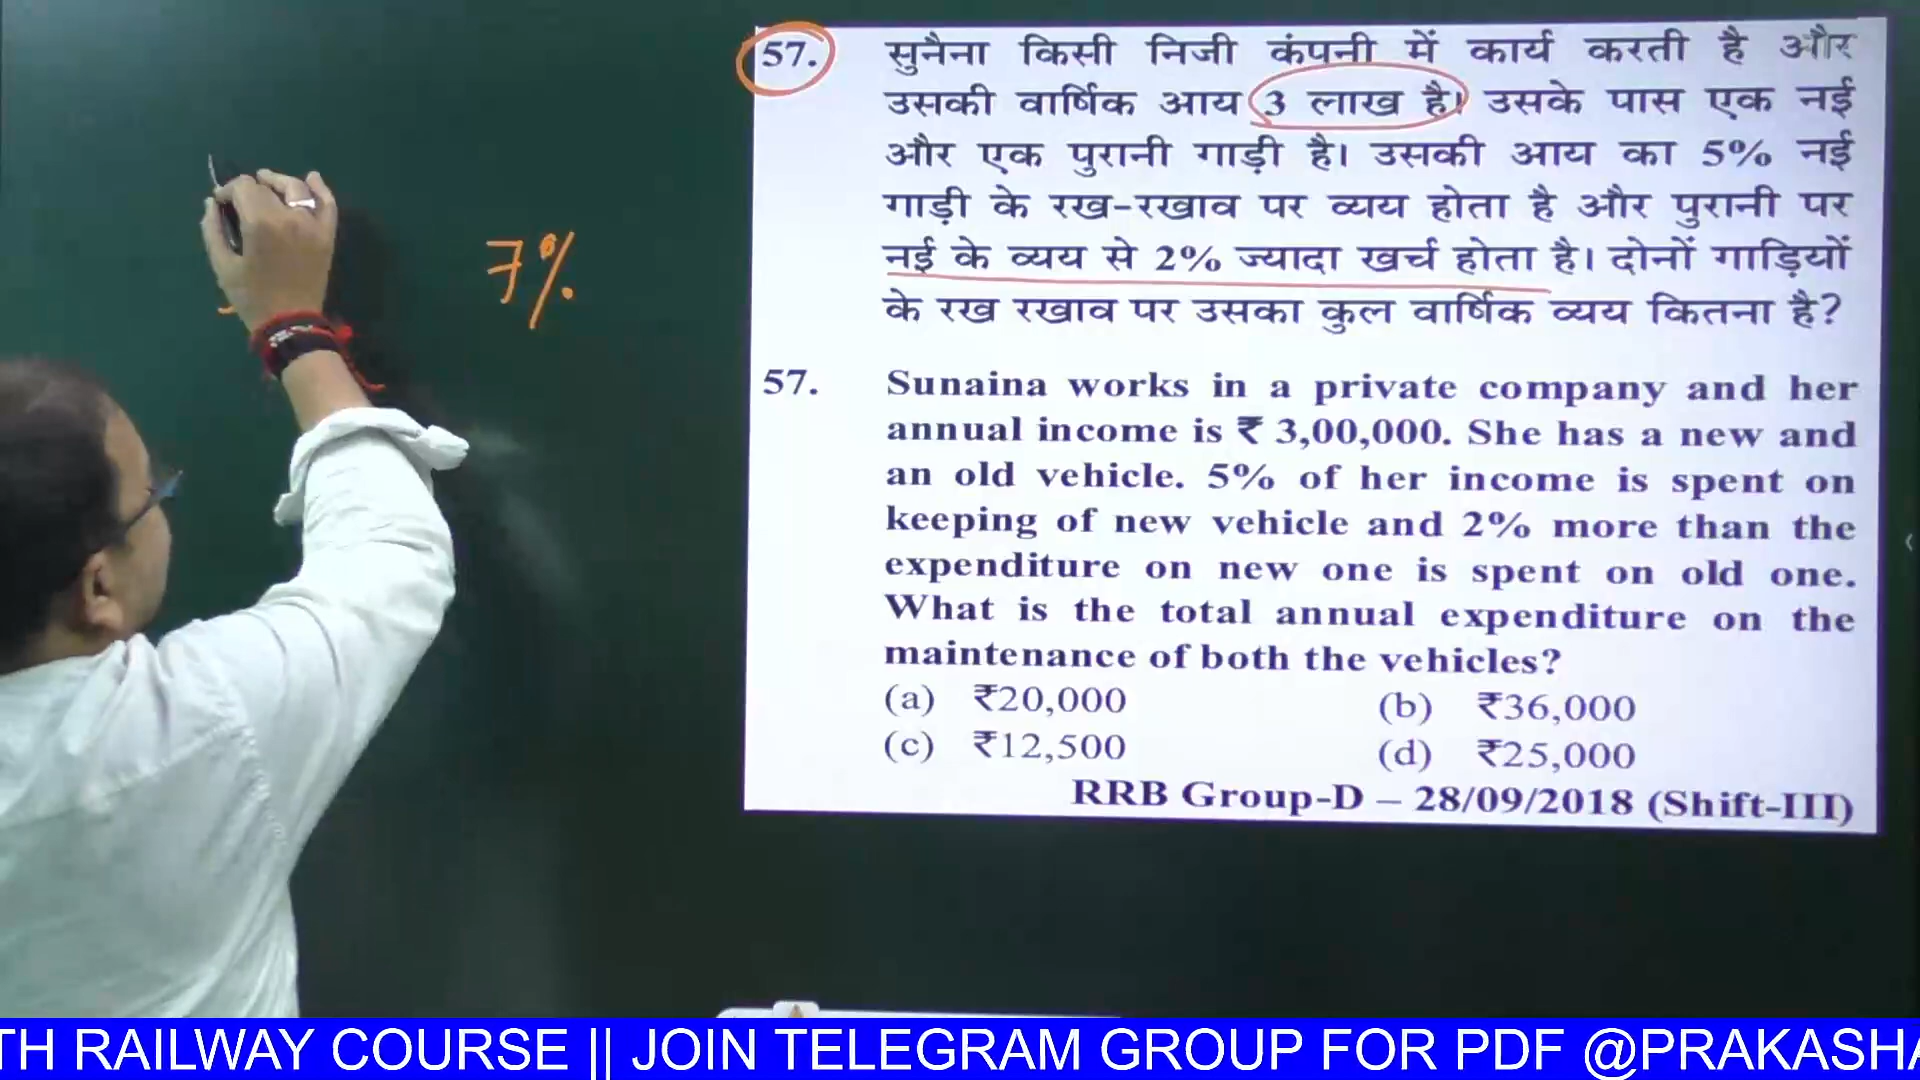 57. सुनैना किसी निजी कंपनी में कार्य करती है और
उसकी वार्षिक आय 3 लाख है। उसके पास एक नई
और एक पुरानी गाड़ी है। उसकी आय का 5% नई
गाड़ी के रख-रखाव पर व्यय होता है और पुरानी पर
नई के व्यय से 2% ज्यादा खर्च होता है। दोनों गाड़ियों
के रख रखाव पर उसका कुल वार्षिक व्यय कितना है?
7%
57. Sunaina works in a private company and her
annual income is ₹ 3,00,000. She has a new and
an old vehicle. 5% of her income is spent on
keeping of new vehicle and 2% more than the
expenditure on new one is spent on old one.
What is the total annual expenditure on the
maintenance of both the vehicles?
(a) ₹20,000 (b) ₹36,000
(c) ₹12,500 (d) ₹25,000
RRB Group-D – 28/09/2018 (Shift-III)
TH RAILWAY COURSE || JOIN TELEGRAM GROUP FOR PDF @PRAKASHA